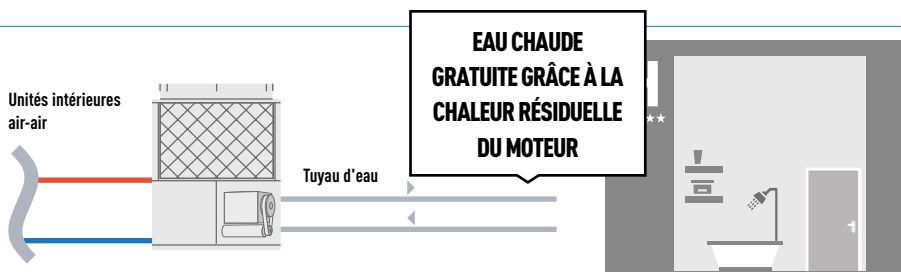 EAU CHAUDE
GRATUITE GRÂCE À LA
CHALEUR RÉSIDUELLE
DU MOTEUR
Unités intérieures
air-air
Tuyau d'eau